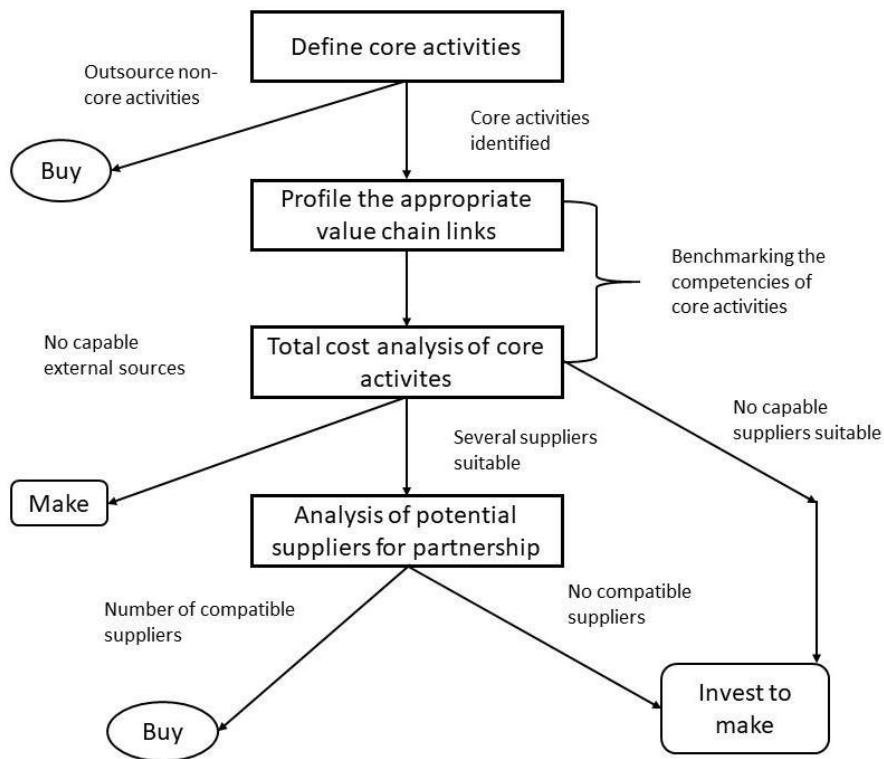 Define core activities
Outsource non-
core activities
Core activities
identified
Buy
Profile the appropriate
value chain links
Benchmarking the
competencies of
core activities
No capable
external sources
Total cost analysis of core
activites
No capable
suppliers suitable
Several suppliers
suitable
Make
Analysis of potential
suppliers for partnership
Number of compatible
suppliers
No compatible
suppliers
Invest to
make
Buy